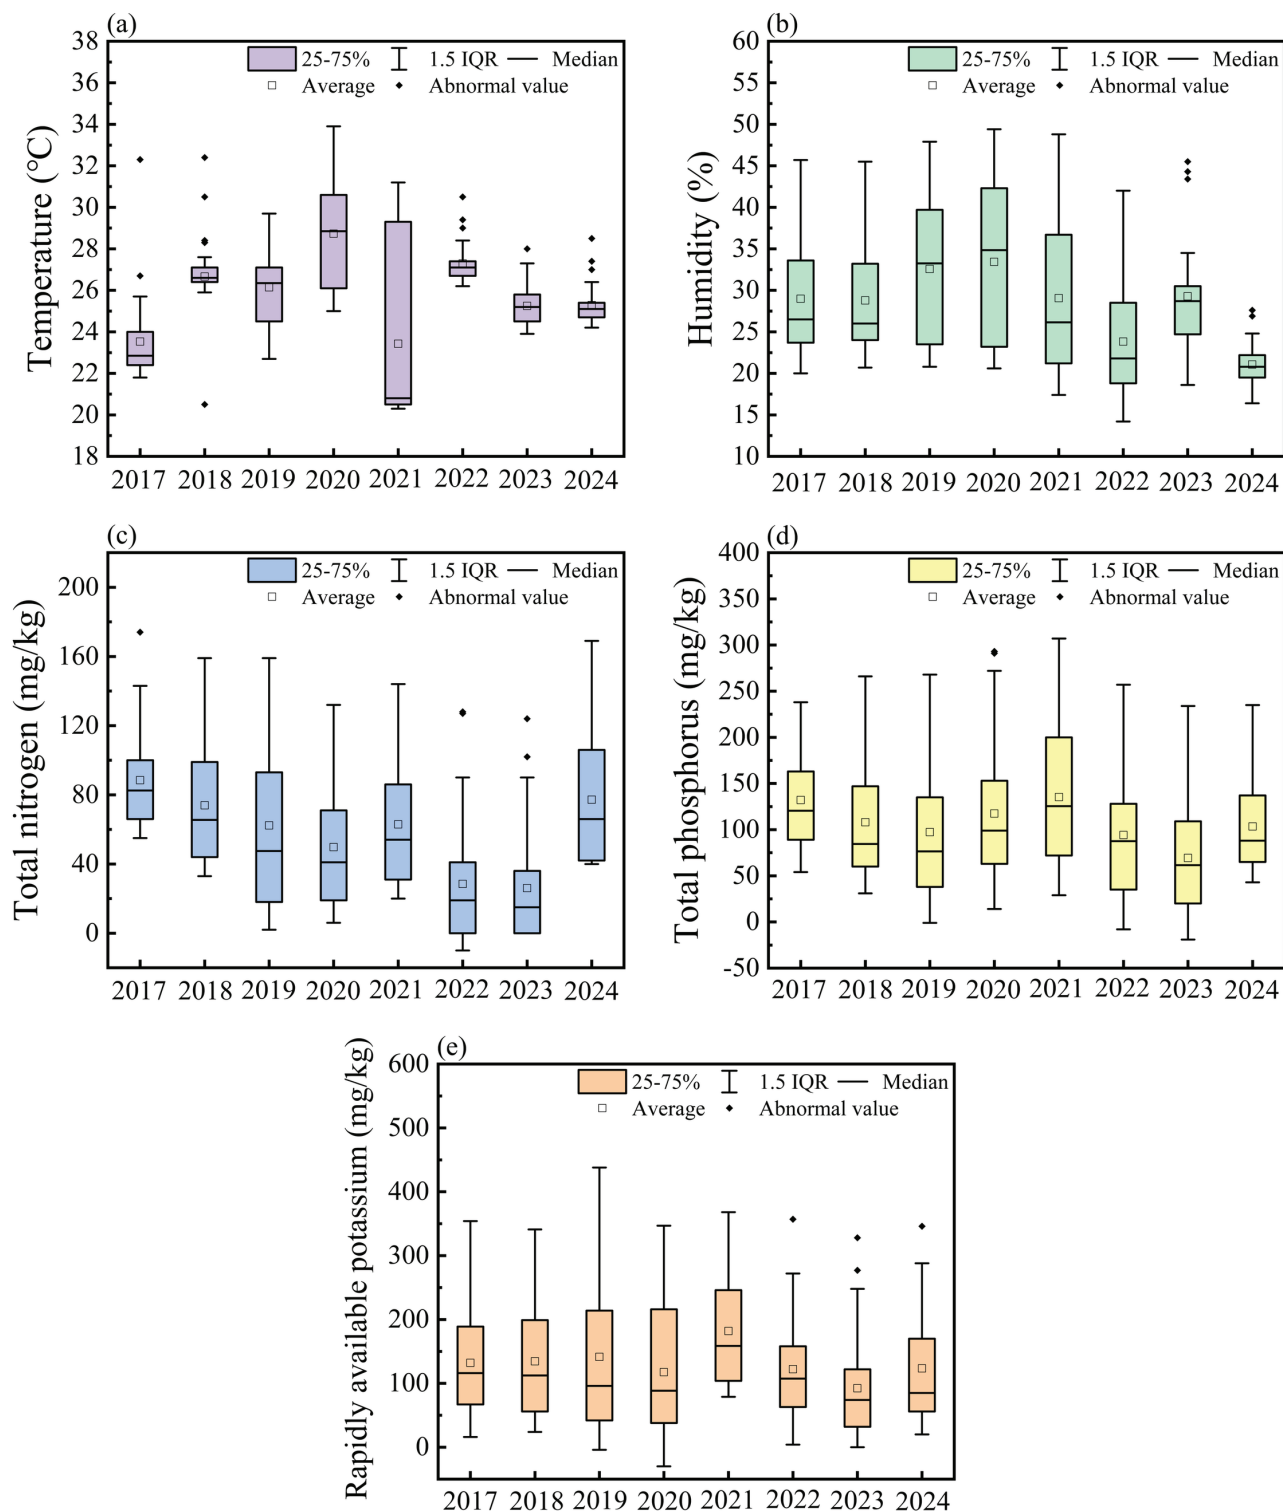 (a)
25-75% 1.5 IQR Median
Average Abnormal value
Temperature (°C)
38
36
34
32
30
28
26
24
22
20
18
2017 2018 2019 2020 2021 2022 2023 2024
(b)
25-75% 1.5 IQR Median
Average Abnormal value
Humidity (%)
60
55
50
45
40
35
30
25
20
15
10
2017 2018 2019 2020 2021 2022 2023 2024
(c)
25-75% 1.5 IQR Median
Average Abnormal value
Total nitrogen (mg/kg)
200
160
120
80
40
0
2017 2018 2019 2020 2021 2022 2023 2024
(d)
25-75% 1.5 IQR Median
Average Abnormal value
Total phosphorus (mg/kg)
400
350
300
250
200
150
100
50
0
-50
2017 2018 2019 2020 2021 2022 2023 2024
(e)
25-75% 1.5 IQR Median
Average Abnormal value
Rapidly available potassium (mg/kg)
600
500
400
300
200
100
0
2017 2018 2019 2020 2021 2022 2023 2024